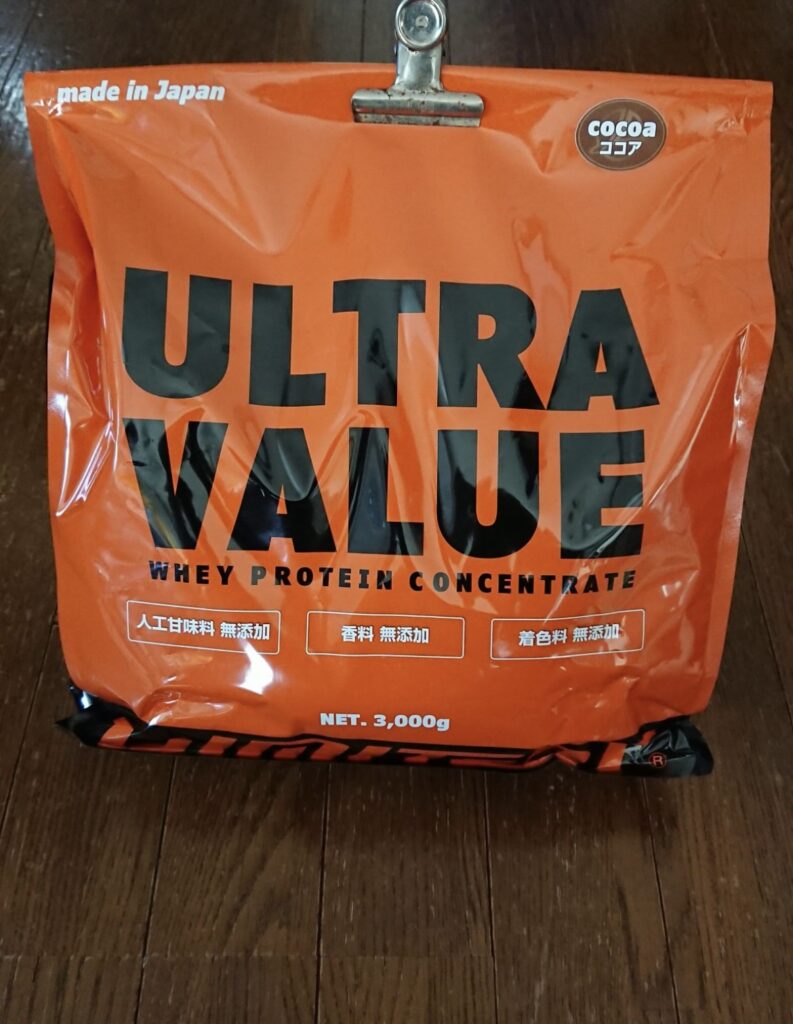 made in Japan
cocoa
ココア
ULTRA
VALUE
WHEY PROTEIN CONCENTRATE
人工甘味料 無添加
香料 無添加
着色料 無添加
NET. 3,000g
®